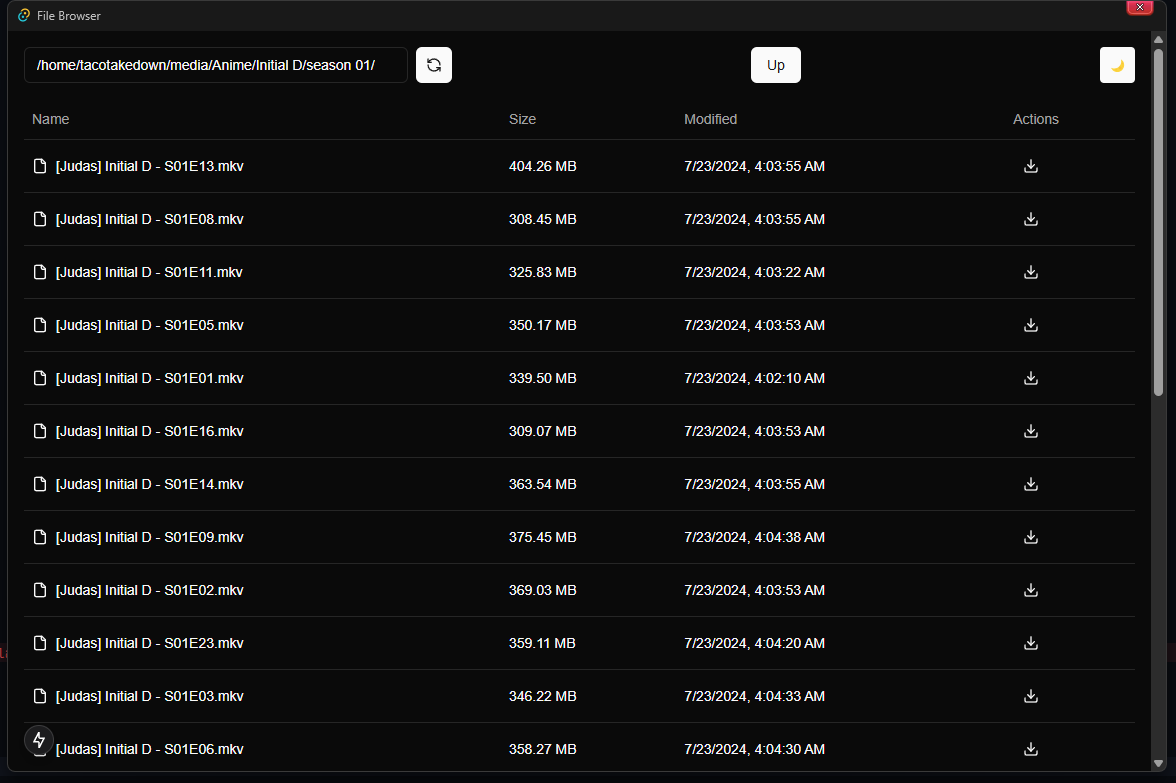 File Browser
/home/tacotakedown/media/Anime/Initial D/season 01/ Up
Name Size Modified Actions
[Judas] Initial D - S01E13.mkv 404.26 MB 7/23/2024, 4:03:55 AM
[Judas] Initial D - S01E08.mkv 308.45 MB 7/23/2024, 4:03:55 AM
[Judas] Initial D - S01E11.mkv 325.83 MB 7/23/2024, 4:03:22 AM
[Judas] Initial D - S01E05.mkv 350.17 MB 7/23/2024, 4:03:53 AM
[Judas] Initial D - S01E01.mkv 339.50 MB 7/23/2024, 4:02:10 AM
[Judas] Initial D - S01E16.mkv 309.07 MB 7/23/2024, 4:03:53 AM
[Judas] Initial D - S01E14.mkv 363.54 MB 7/23/2024, 4:03:55 AM
[Judas] Initial D - S01E09.mkv 375.45 MB 7/23/2024, 4:04:38 AM
[Judas] Initial D - S01E02.mkv 369.03 MB 7/23/2024, 4:03:53 AM
[Judas] Initial D - S01E23.mkv 359.11 MB 7/23/2024, 4:04:20 AM
[Judas] Initial D - S01E03.mkv 346.22 MB 7/23/2024, 4:04:33 AM
[Judas] Initial D - S01E06.mkv 358.27 MB 7/23/2024, 4:04:30 AM